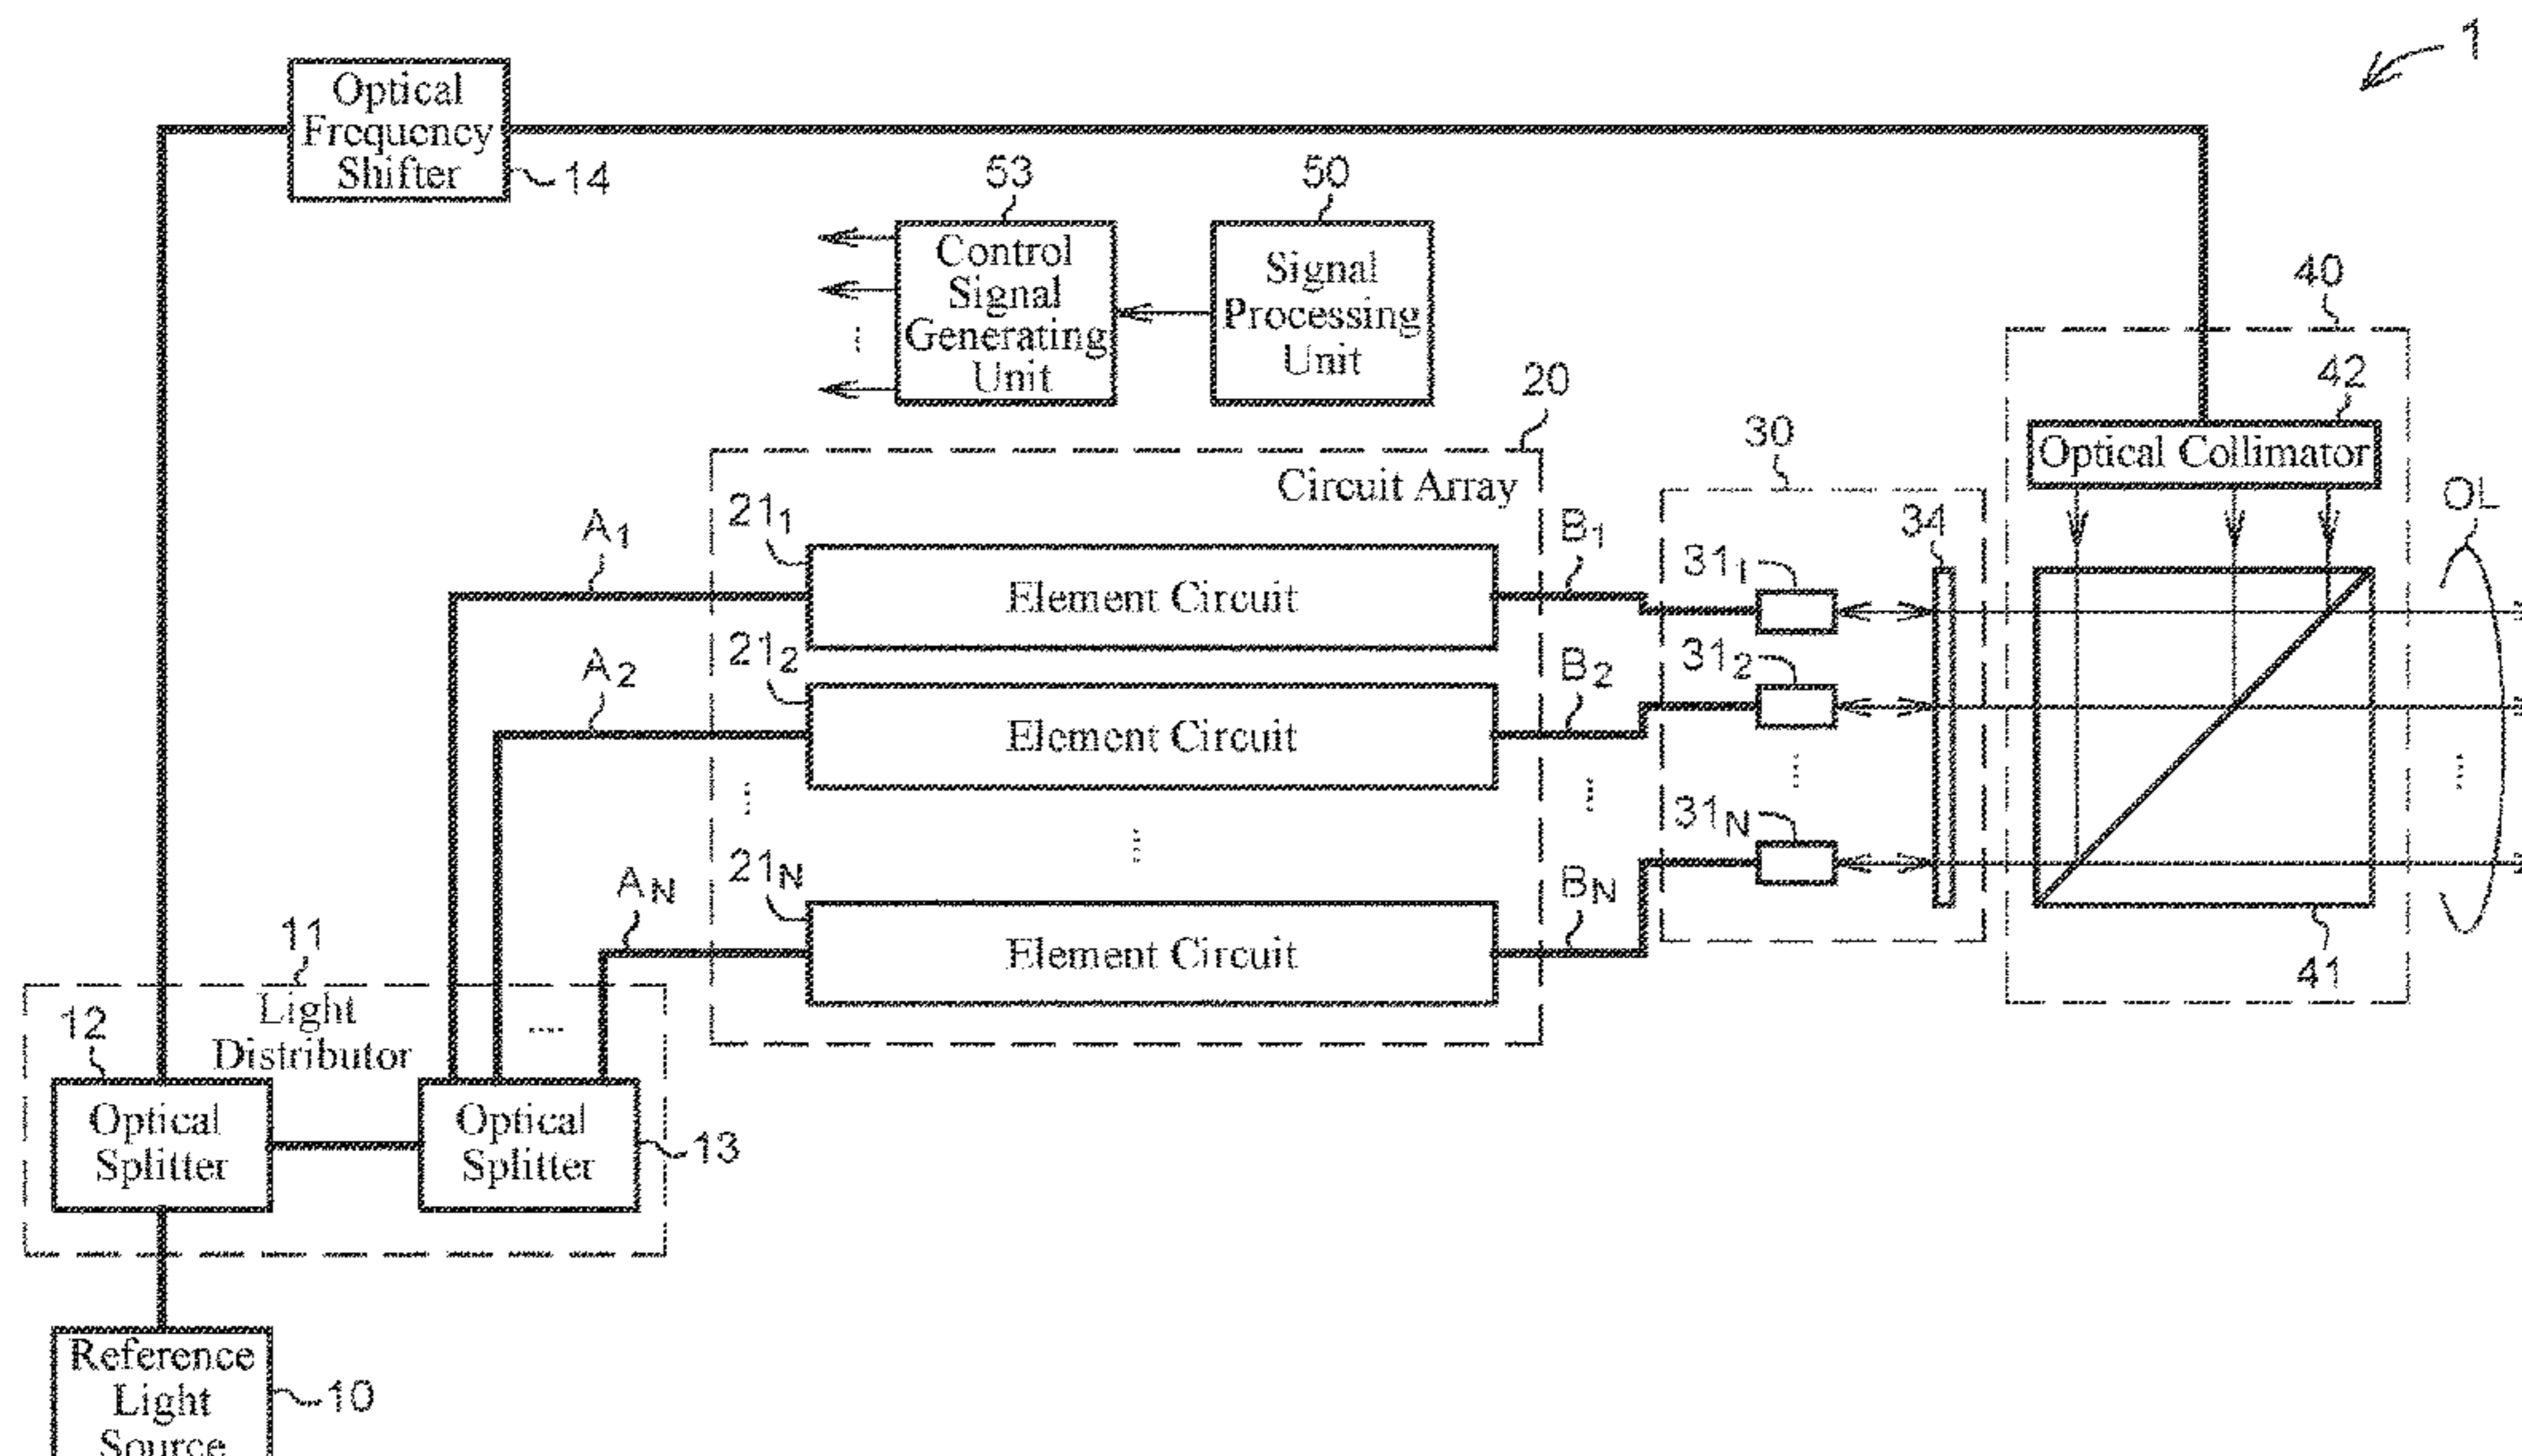 1
Optical
Frequency
Shifter
14
53
50
Control
Signal
Generating
Unit
Signal
Processing
Unit
40
42
Optical Collimator
20
Circuit Array
30
34
OL
A1
211
Element Circuit
B1
311
A2
212
Element Circuit
B2
312
AN
21N
Element Circuit
BN
31N
41
11
Light
Distributor
12
Optical
Splitter
Optical
Splitter
13
Reference
Light
Source
10